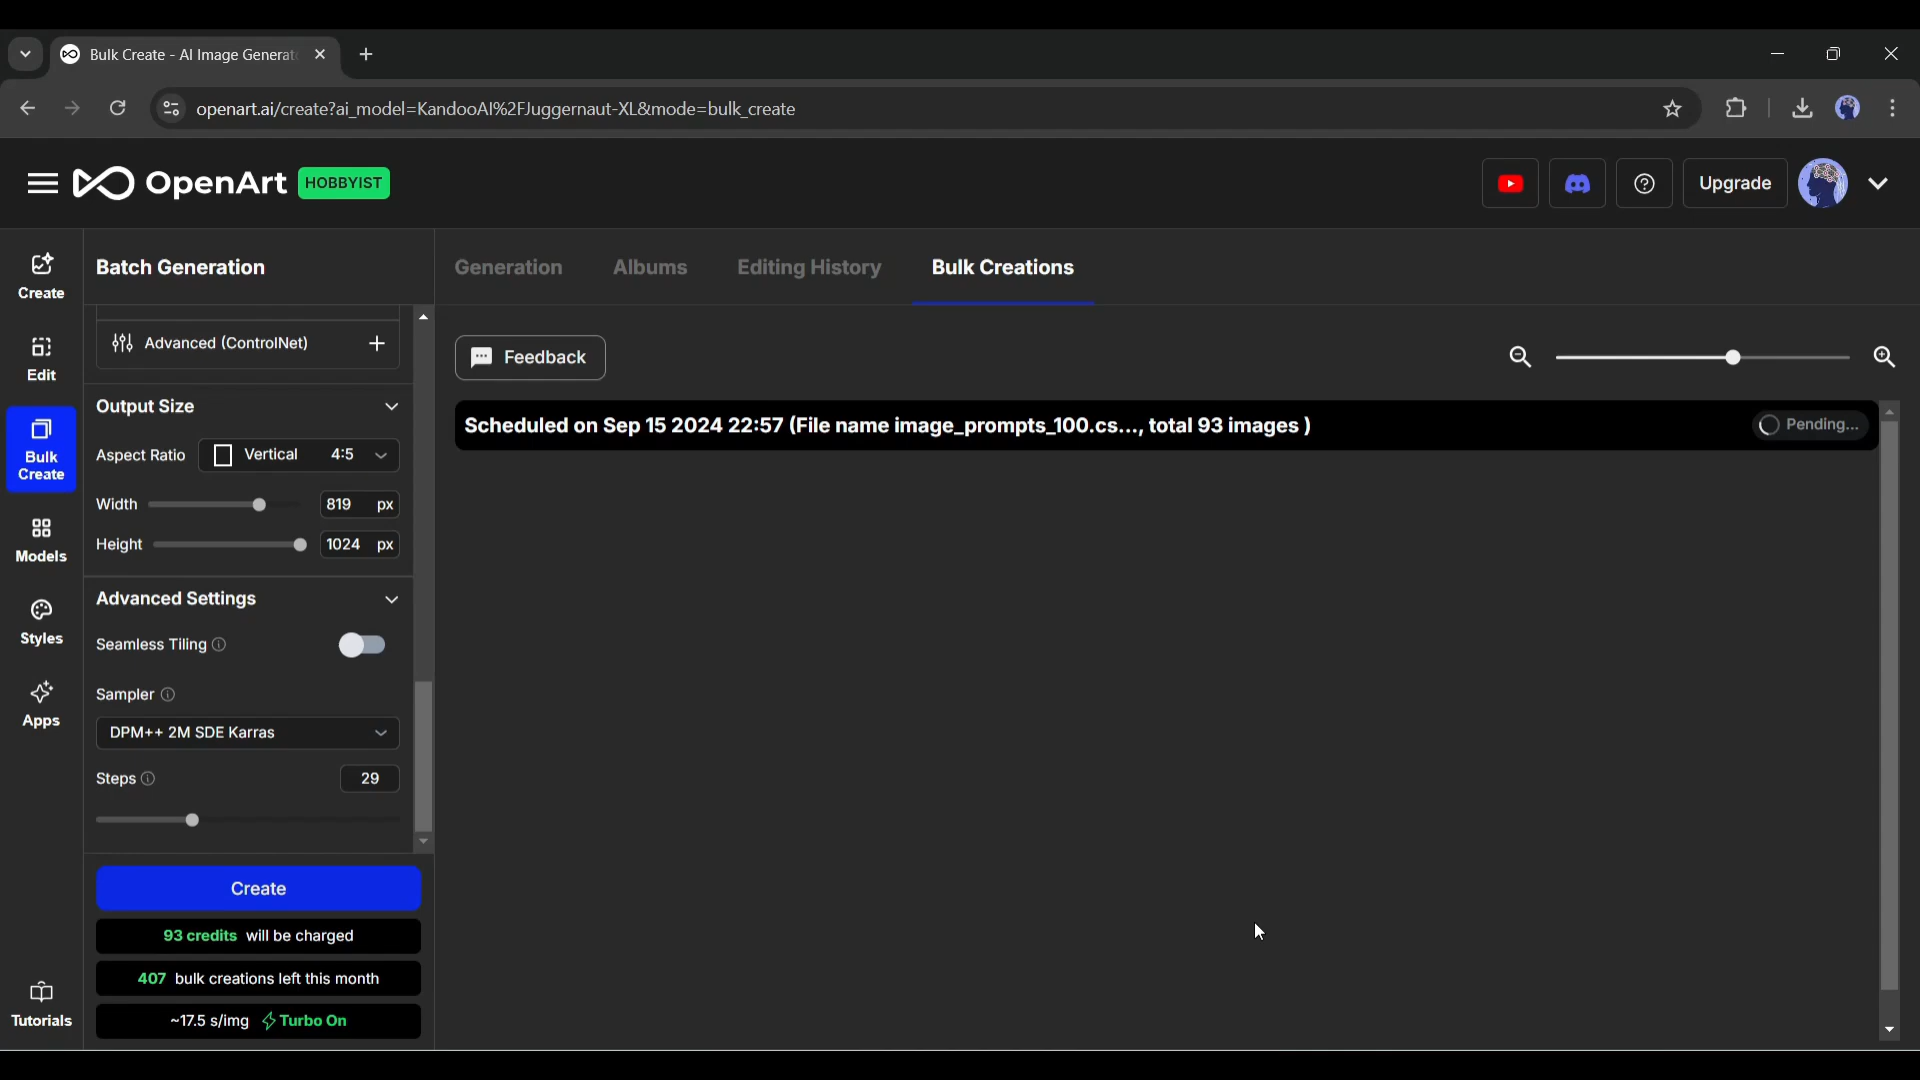 Bulk Create - AI Image Generat
openart.ai/create?ai_model=KandooAI%2FJuggernaut-XL&mode=bulk_create
OpenArt HOBBYIST
Upgrade
Create
Edit
Bulk
Create
Models
Styles
Apps
Tutorials
Batch Generation
Advanced (ControlNet)
Output Size
Aspect Ratio Vertical 4:5
Width 819 px
Height 1024 px
Advanced Settings
Seamless Tiling
Sampler
DPM++ 2M SDE Karras
Steps 29
Create
93 credits will be charged
407 bulk creations left this month
~17.5 s/img Turbo On
Generation Albums Editing History Bulk Creations
Feedback
Scheduled on Sep 15 2024 22:57 (File name image_prompts_100.cs..., total 93 images ) Pending...